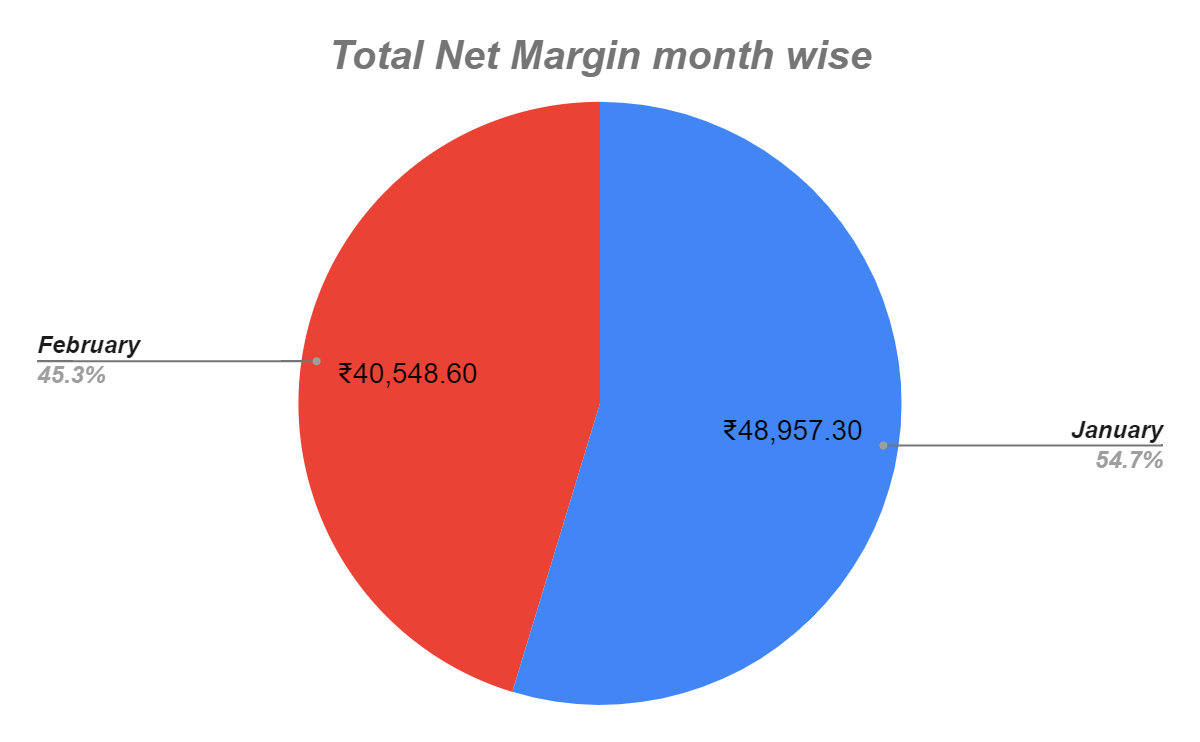 Total Net Margin month wise
February
45.3%
₹40,548.60
₹48,957.30
January
54.7%